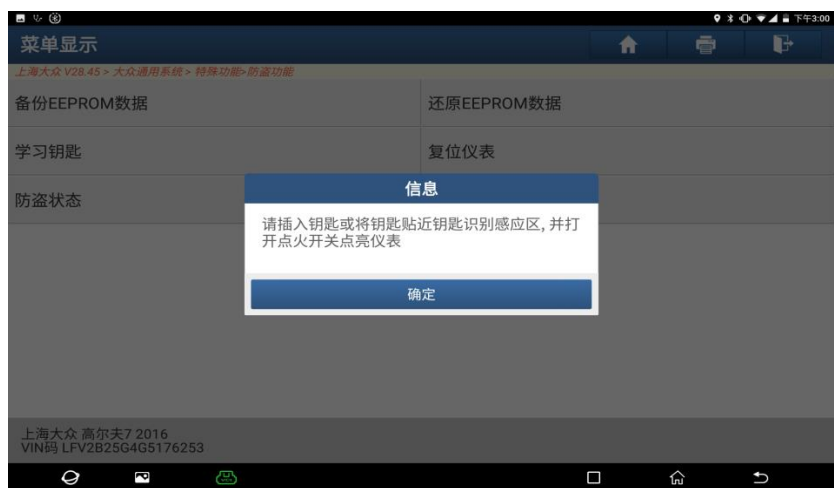 下午3:00
菜单显示
上海大众 V28.45 > 大众通用系统 > 特殊功能>防盗功能
备份EEPROM数据
还原EEPROM数据
学习钥匙
复位仪表
防盗状态
信息
请插入钥匙或将钥匙贴近钥匙识别感应区, 并打
开点火开关点亮仪表
确定
上海大众 高尔夫7 2016
VIN码 LFV2B25G4G5176253